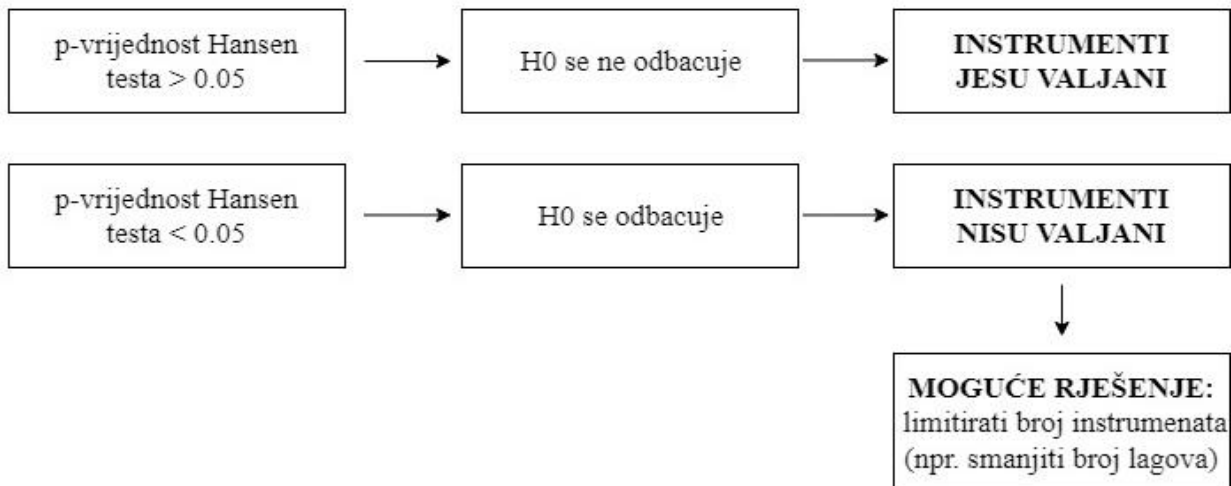 p-vrijednost Hansen
testa > 0.05
H0 se ne odbacuje
INSTRUMENTI
JESU VALJANI
p-vrijednost Hansen
testa < 0.05
H0 se odbacuje
INSTRUMENTI
NISU VALJANI
MOGUĆE RJEŠENJE:
limitirati broj instrumenata
(npr. smanjiti broj lagova)